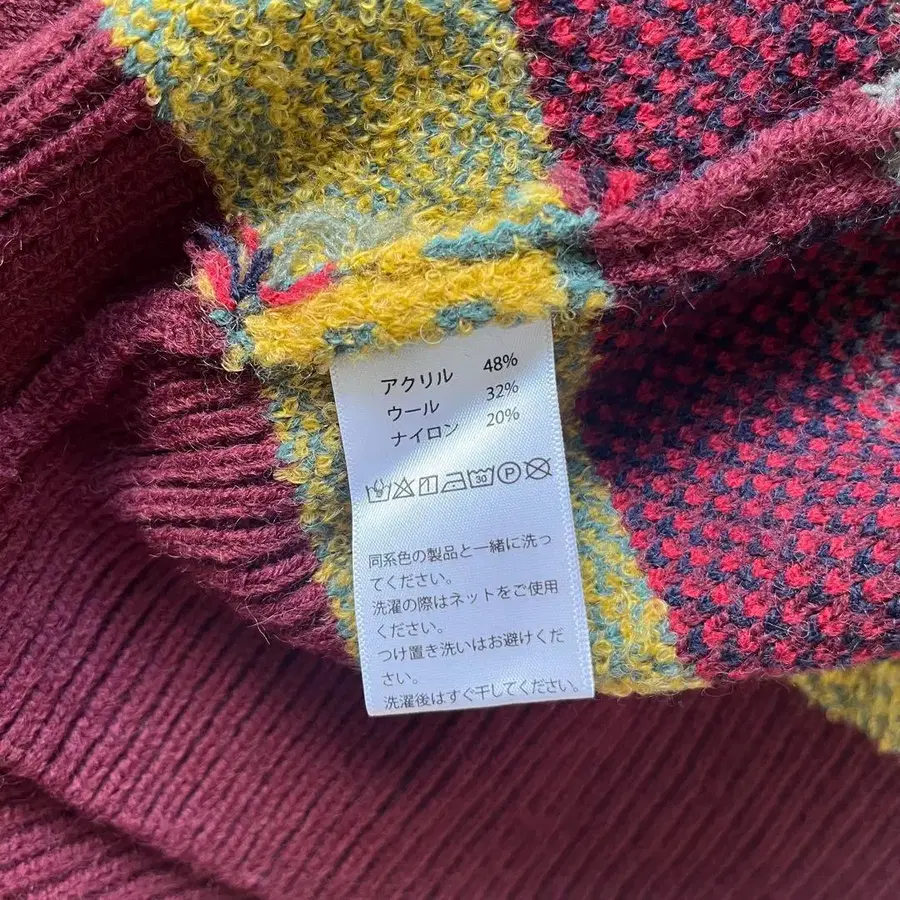 アクリル 48%
ウール 32%
ナイロン 20%
30 P
同系色の製品と一緒に洗っ
てください。
洗濯の際はネットをご使用
ください。
つけ置き洗いはお避けくだ
さい。
洗濯後はすぐ干してください。